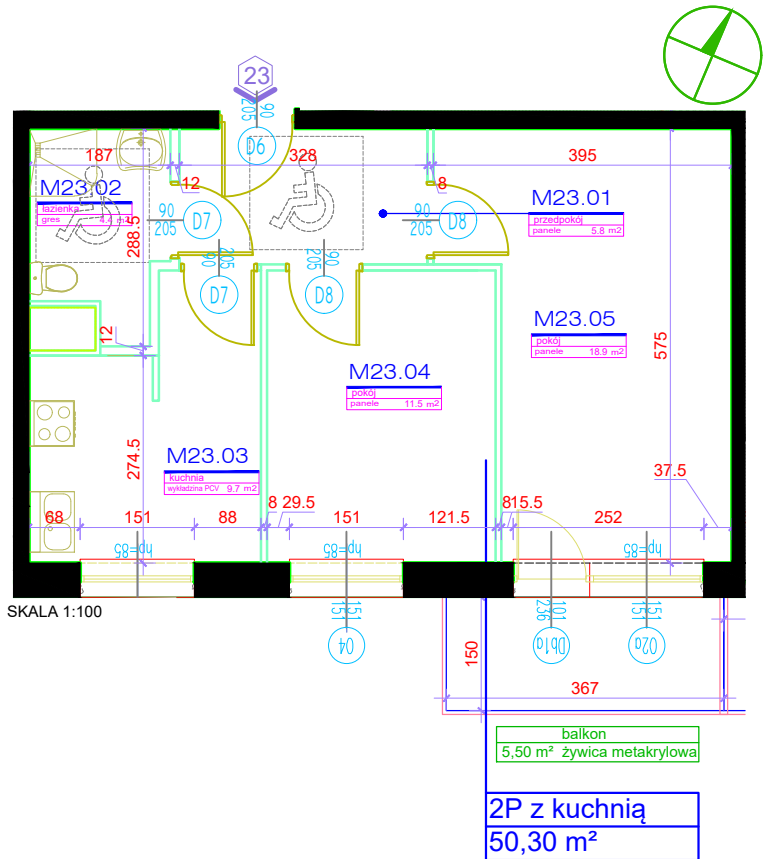 23
90
205
D6
187
328
395
12
8
M23.02
łazienka
gres 4.4 m2
90
205
D7
90
205
D8
M23.01
przedpokój
panele 5.8 m2
288.5
90
205
D7
90
205
D8
M23.05
pokój
panele 18.9 m2
12
575
M23.04
pokój
panele 11.5 m2
M23.03
kuchnia
wykładzina PCV 9.7 m2
274.5
37.5
68
151
88
8
29.5
151
121.5
815.5
252
hp=85
hp=85
hp=85
SKALA 1:100
151
151
O4
101
236
Db1a
151
151
O2a
150
367
balkon
5,50 m² żywica metakrylowa
2P z kuchnią
50,30 m²